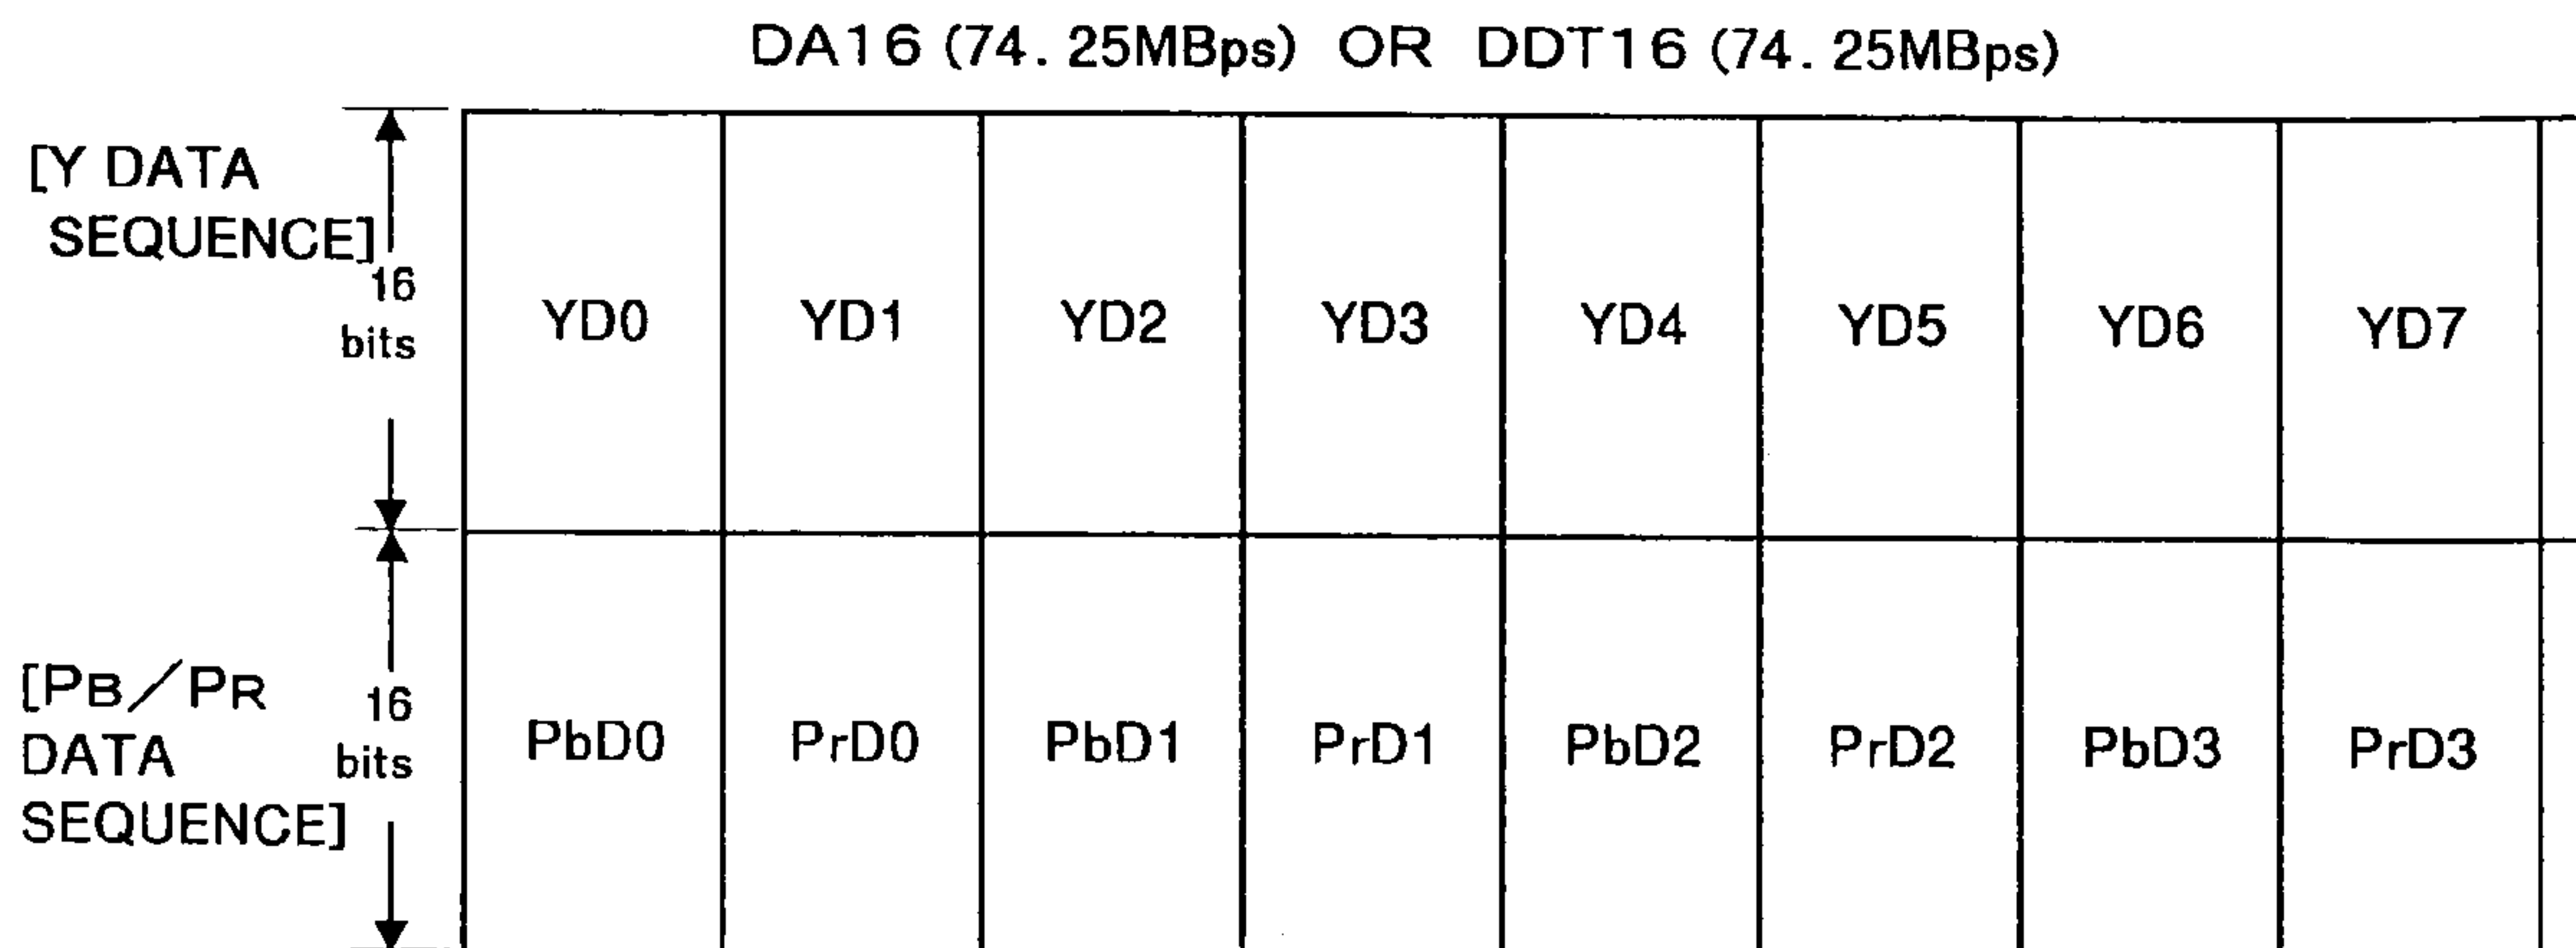 DA16 (74.25MBps) OR DDT16 (74.25MBps)
[Y DATA
SEQUENCE]
16
bits
YD0 YD1 YD2 YD3 YD4 YD5 YD6 YD7
[PB/PR
DATA
SEQUENCE]
16
bits
PbD0 PrD0 PbD1 PrD1 PbD2 PrD2 PbD3 PrD3